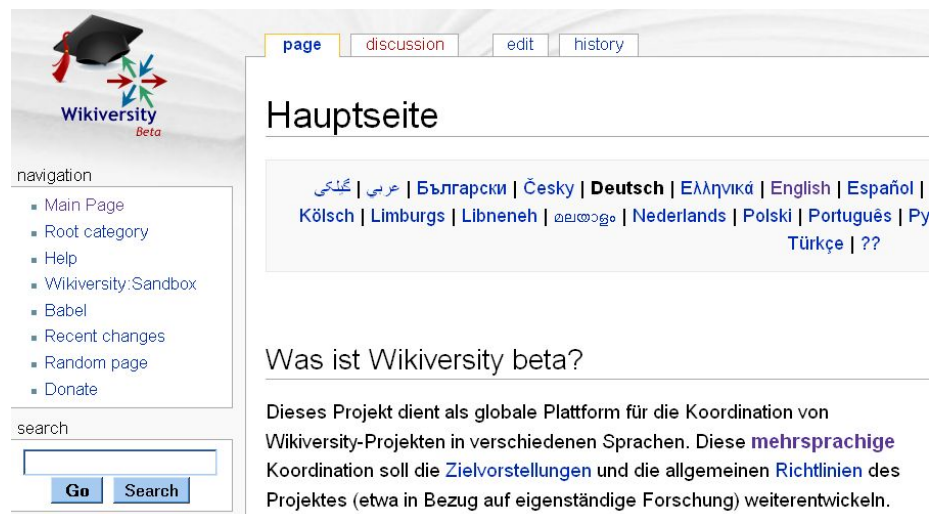 Wikiversity
Beta
page discussion edit history
Hauptseite
navigation
Main Page
Root category
Help
Wikiversity:Sandbox
Babel
Recent changes
Random page
Donate
search
Go Search
عربي | گیلکی | Български | Česky | Deutsch | Ελληνικά | English | Español |
Kölsch | Limburgs | Libneneh | മലയാളം | Nederlands | Polski | Português | Ру
Türkçe | ??
Was ist Wikiversity beta?
Dieses Projekt dient als globale Plattform für die Koordination von
Wikiversity-Projekten in verschiedenen Sprachen. Diese mehrsprachige
Koordination soll die Zielvorstellungen und die allgemeinen Richtlinien des
Projektes (etwa in Bezug auf eigenständige Forschung) weiterentwickeln.